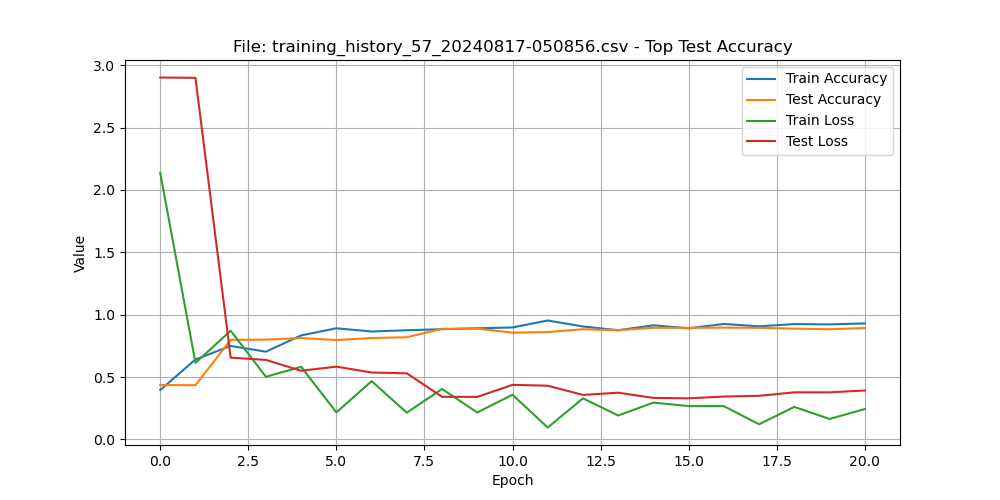 File: training_history_57_20240817-050856.csv - Top Test Accuracy
3.0
2.5
2.0
1.5
1.0
0.5
0.0
Value
Train Accuracy
Test Accuracy
Train Loss
Test Loss
0.0 2.5 5.0 7.5 10.0 12.5 15.0 17.5 20.0
Epoch